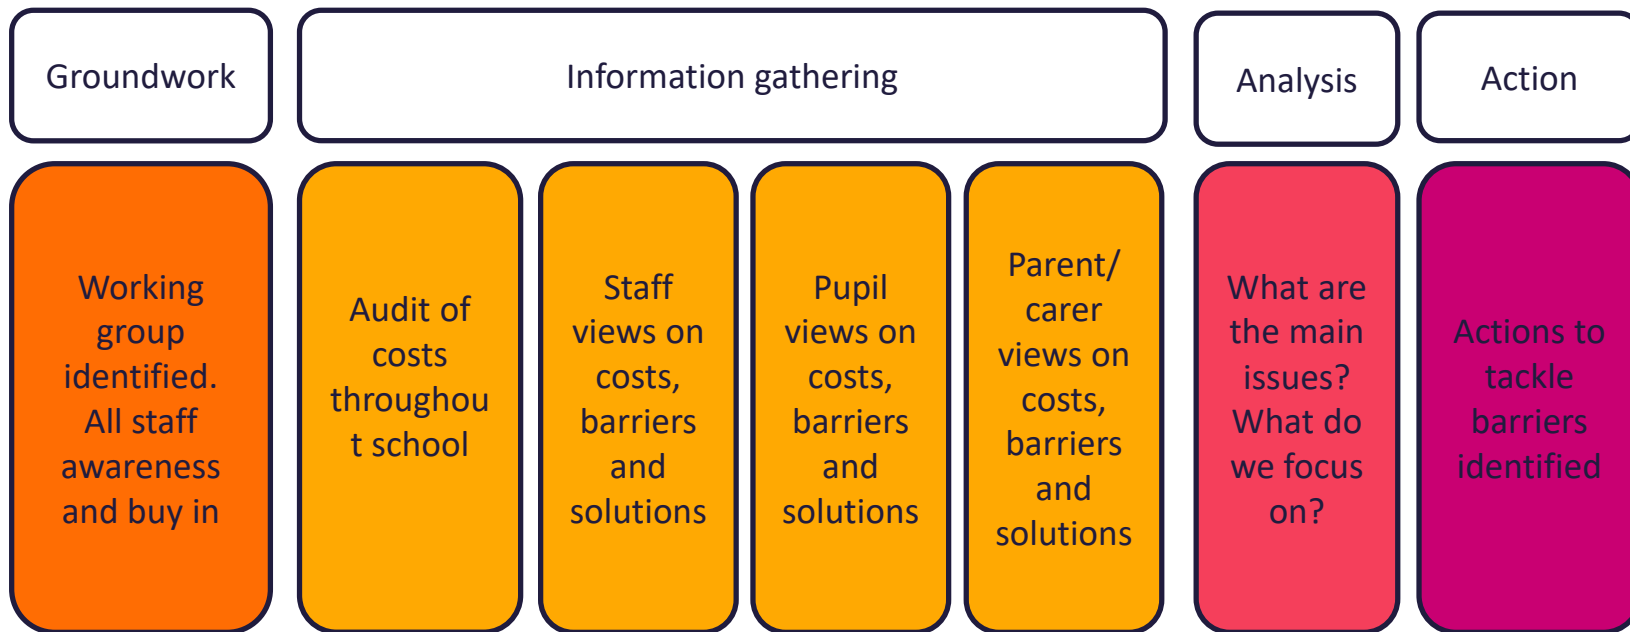 Groundwork
Information gathering
Analysis
Action
Working
group
identified.
All staff
awareness
and buy in
Audit of
costs
throughou
t school
Staff
views on
costs,
barriers
and
solutions
Pupil
views on
costs,
barriers
and
solutions
Parent/
carer
views on
costs,
barriers
and
solutions
What are
the main
issues?
What do
we focus
on?
Actions to
tackle
barriers
identified